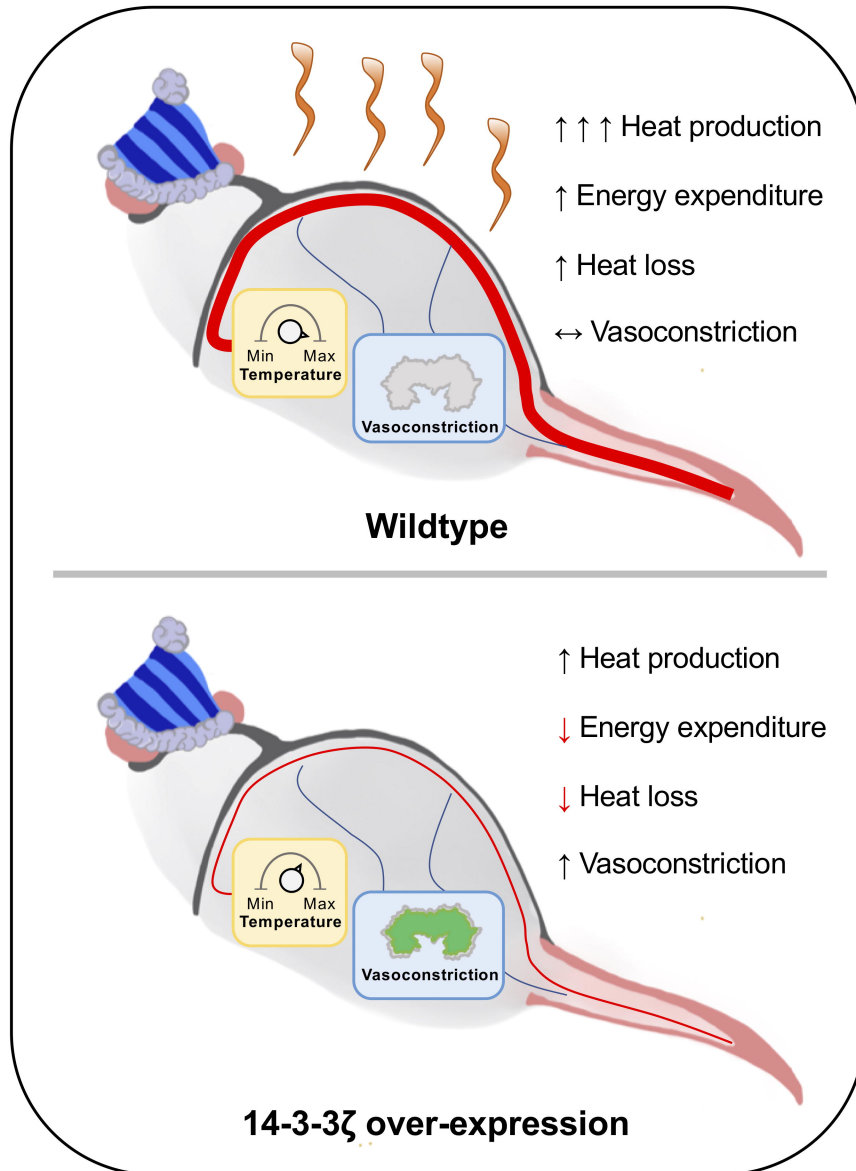 ↑ ↑ ↑ Heat production
↑ Energy expenditure
↑ Heat loss
↔ Vasoconstriction
Min Max
Temperature
Vasoconstriction
Wildtype
↑ Heat production
↓ Energy expenditure
↓ Heat loss
↑ Vasoconstriction
Min Max
Temperature
Vasoconstriction
14-3-3ζ over-expression